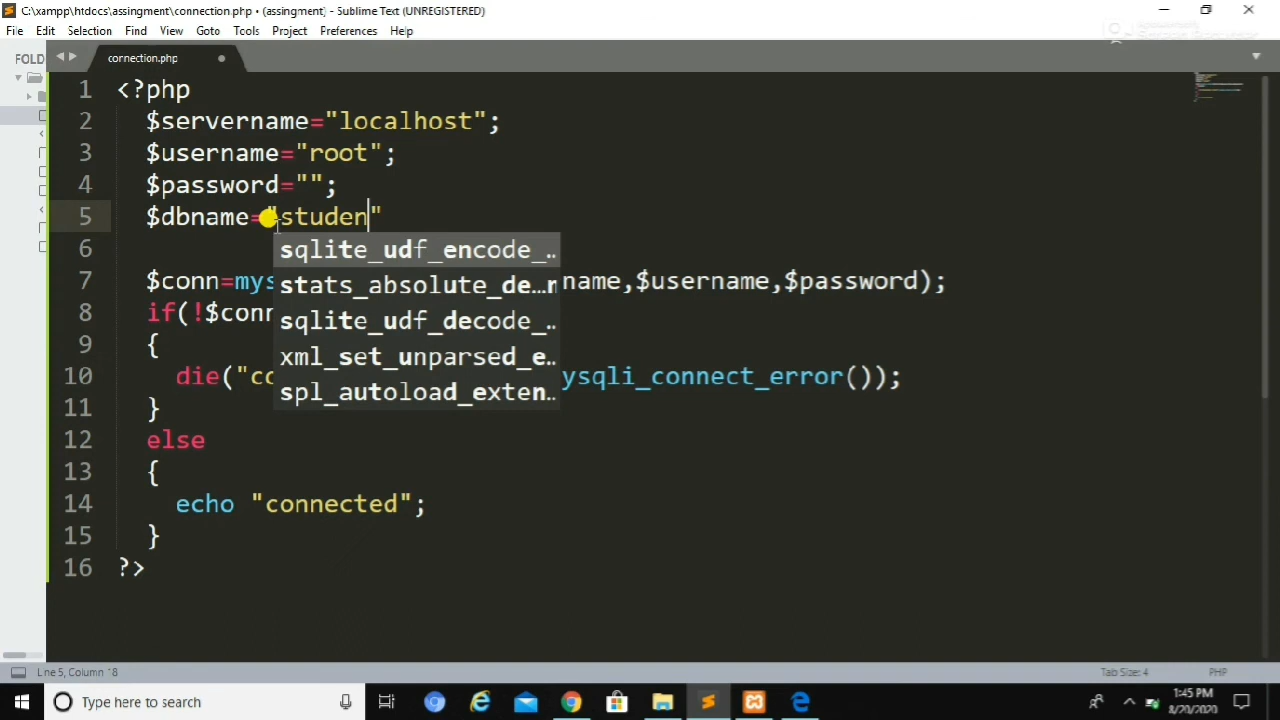 C:\xampp\htdocs\assingment\connection.php • (assingment) - Sublime Text (UNREGISTERED)
File Edit Selection Find View Goto Tools Project Preferences Help
FOLD
connection.php
1 <?php
2 $servername="localhost";
3 $username="root";
4 $password="";
5 $dbname="studen"
6
sqlite_udf_encode_…
7 $conn=mys name,$username,$password);
stats_absolute_de…n
8 if(!$conn
sqlite_udf_decode_…
9 {
xml_set_unparsed_e…
10 die("co ysqli_connect_error());
spl_autoload_exten…
11 }
12 else
13 {
14 echo "connected";
15 }
16 ?>
Line 5, Column 18
Tab Size: 4 PHP
Type here to search
1:45 PM
8/20/2020